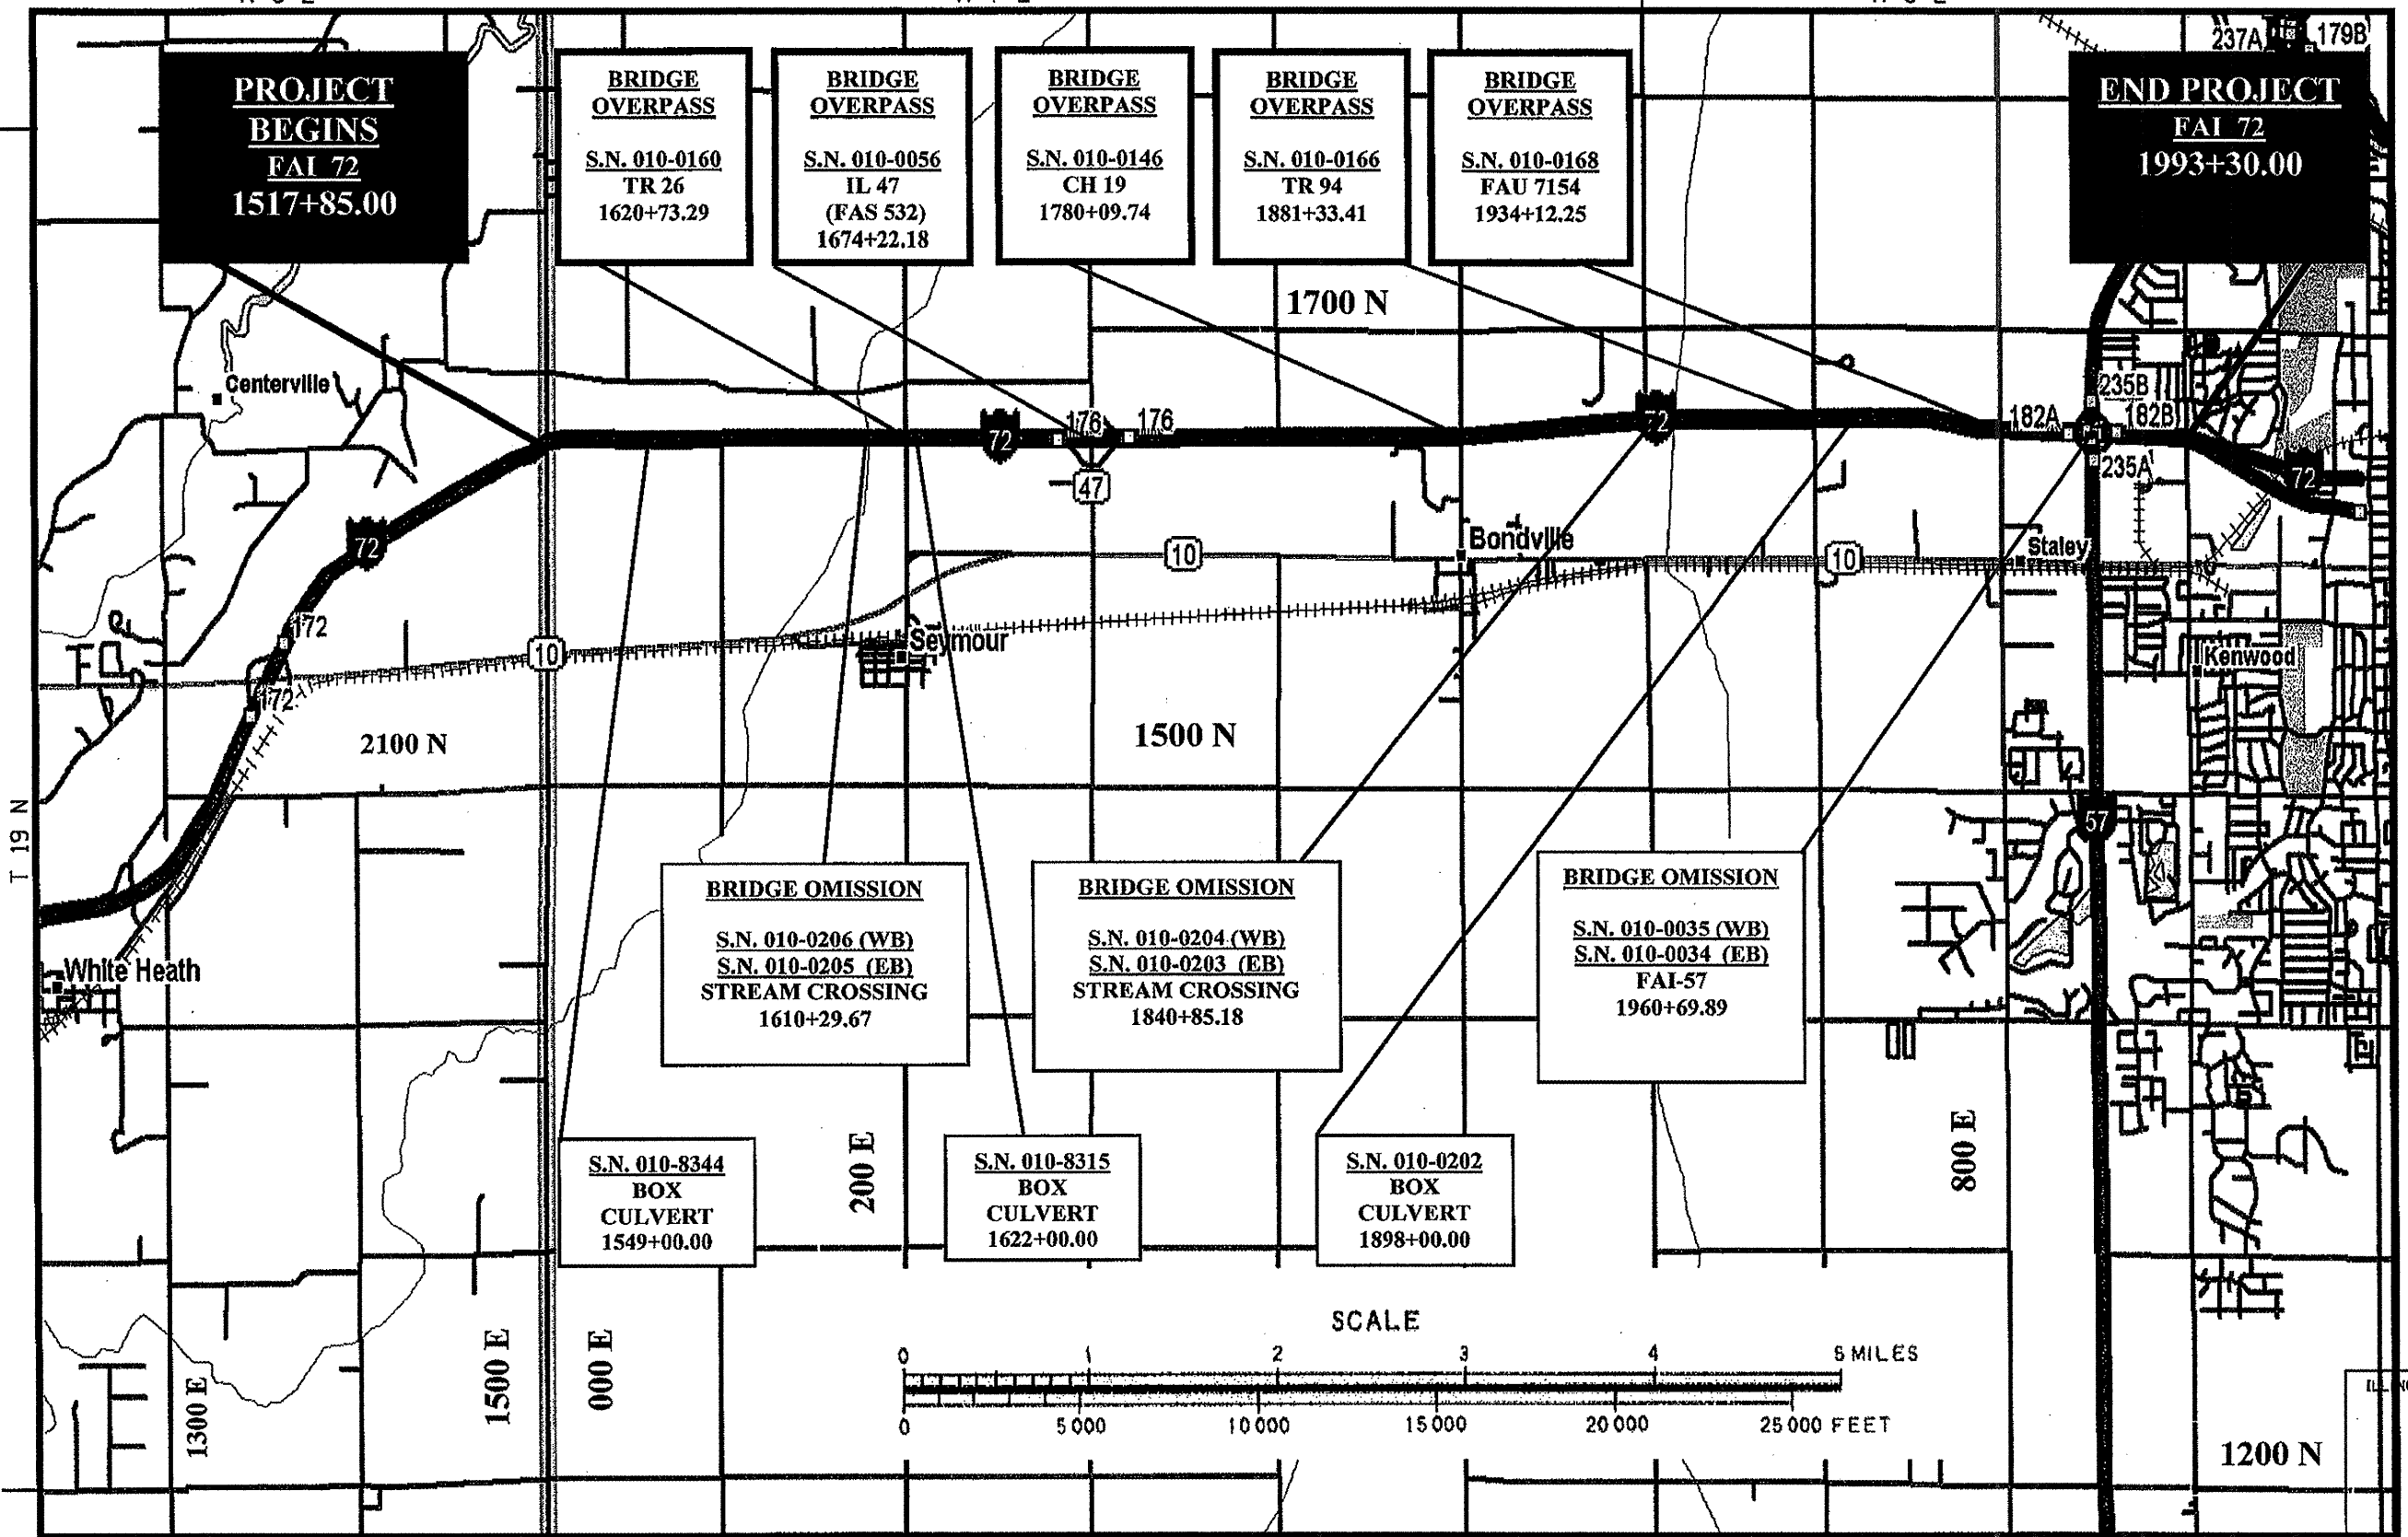 PROJECT
BEGINS
FAI 72
1517+85.00
BRIDGE
OVERPASS
S.N. 010-0160
TR 26
1620+73.29
BRIDGE
OVERPASS
S.N. 010-0056
IL 47
(FAS 532)
1674+22.18
BRIDGE
OVERPASS
S.N. 010-0146
CH 19
1780+09.74
BRIDGE
OVERPASS
S.N. 010-0166
TR 94
1881+33.41
BRIDGE
OVERPASS
S.N. 010-0168
FAU 7154
1934+12.25
237A
179B
END PROJECT
FAI 72
1993+30.00
1700 N
Centerville
235B
182A
182B
235A
72
176
176
72
72
47
72
10
Bondville
10
Staley
172
10
Seymour
Kenwood
172
2100 N
1500 N
T 19 N
57
White Heath
BRIDGE OMISSION
S.N. 010-0206 (WB)
S.N. 010-0205 (EB)
STREAM CROSSING
1610+29.67
BRIDGE OMISSION
S.N. 010-0204 (WB)
S.N. 010-0203 (EB)
STREAM CROSSING
1840+85.18
BRIDGE OMISSION
S.N. 010-0035 (WB)
S.N. 010-0034 (EB)
FAI-57
1960+69.89
S.N. 010-8344
BOX
CULVERT
1549+00.00
200 E
S.N. 010-8315
BOX
CULVERT
1622+00.00
S.N. 010-0202
BOX
CULVERT
1898+00.00
800 E
1300 E
1500 E
000 E
SCALE
0 1 2 3 4 5 MILES
0 5000 10000 15000 20000 25000 FEET
1200 N